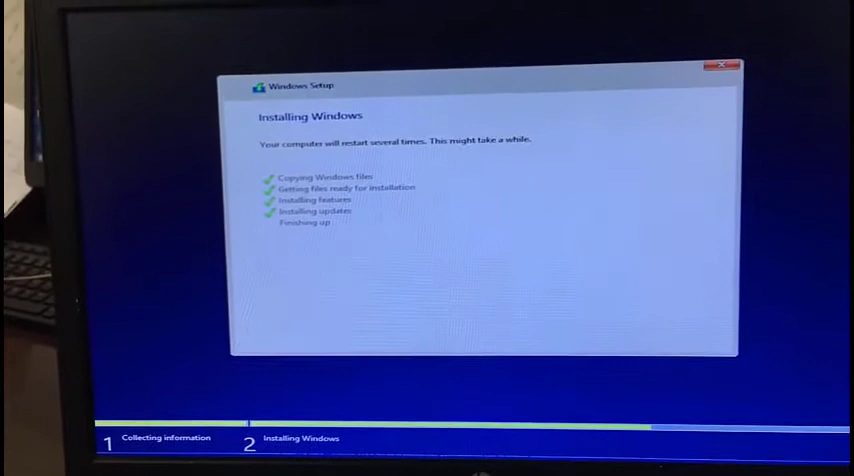 Windows Setup
Installing Windows
Your computer will restart several times. This might take a while.
Copying Windows files
Getting files ready for installation
Installing features
Installing updates
Finishing up
1 Collecting information
2 Installing Windows